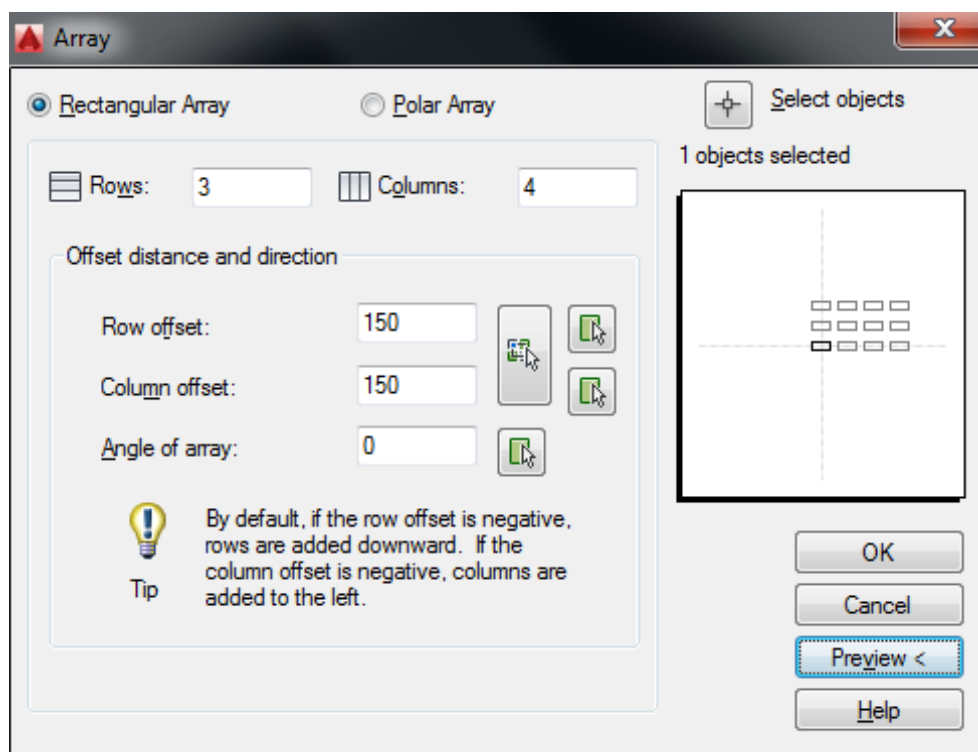 Array
Rectangular Array
Polar Array
Select objects
1 objects selected
Rows: 3
Columns: 4
Offset distance and direction
Row offset: 150
Column offset: 150
Angle of array: 0
Tip
By default, if the row offset is negative,
rows are added downward. If the
column offset is negative, columns are
added to the left.
OK
Cancel
Preview <
Help